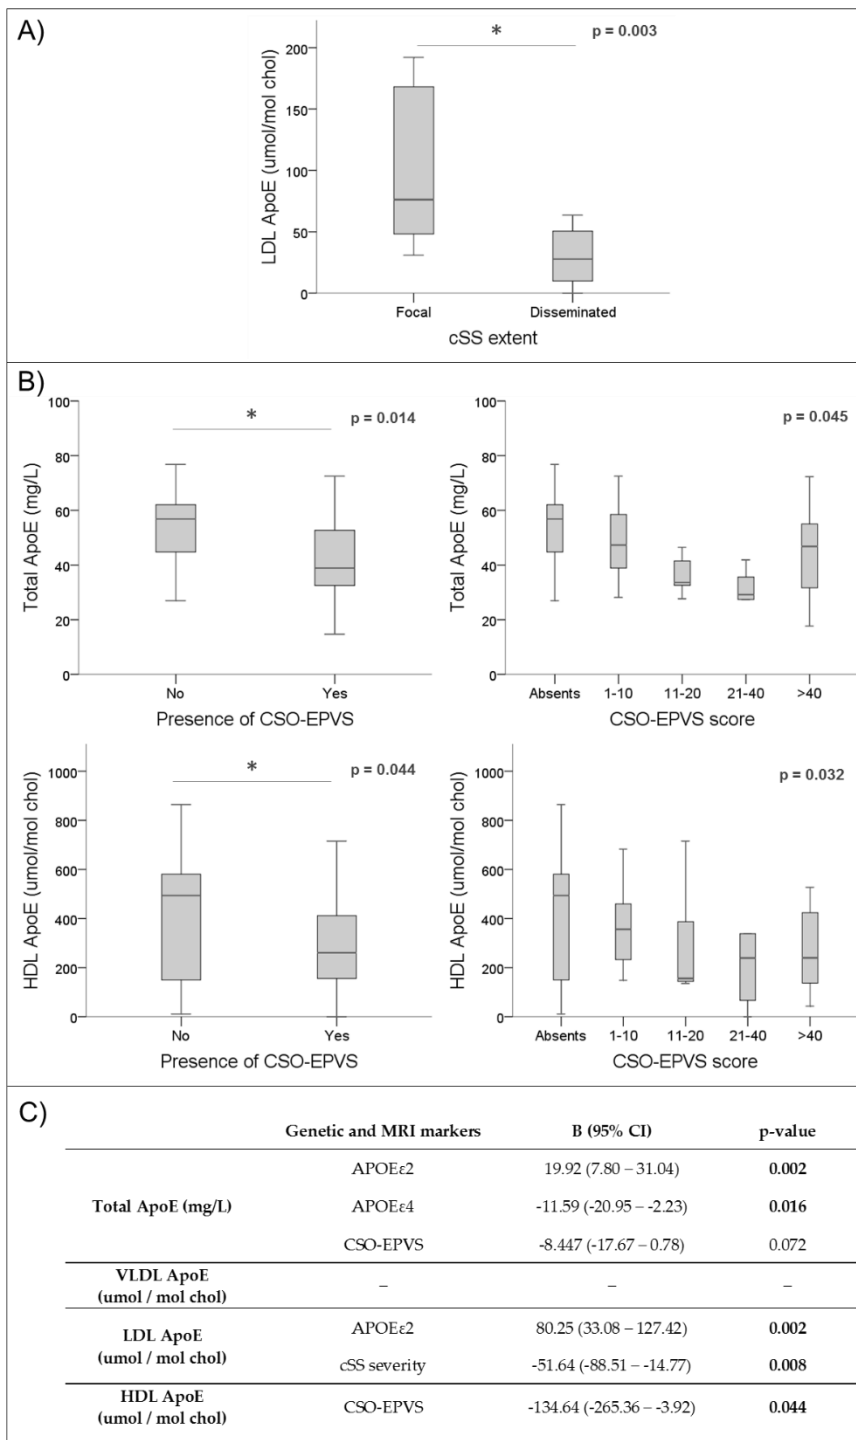 A)
*
p = 0.003
LDL ApoE (umol/mol chol)
200
150
100
50
0
Focal
Disseminated
cSS extent
B)
*
p = 0.014
Total ApoE (mg/L)
100
80
60
40
20
0
No
Yes
Presence of CSO-EPVS
p = 0.045
Total ApoE (mg/L)
100
80
60
40
20
0
Absents
1-10
11-20
21-40
>40
CSO-EPVS score
*
p = 0.044
HDL ApoE (umol/mol chol)
1000
800
600
400
200
0
No
Yes
Presence of CSO-EPVS
p = 0.032
HDL ApoE (umol/mol chol)
1000
800
600
400
200
0
Absents
1-10
11-20
21-40
>40
CSO-EPVS score
C)
Genetic and MRI markers B (95% CI) p-value
APOEε2 19.92 (7.80 – 31.04) 0.002
Total ApoE (mg/L) APOEε4 -11.59 (-20.95 – -2.23) 0.016
CSO-EPVS -8.447 (-17.67 – 0.78) 0.072
VLDL ApoE
(umol / mol chol) – – –
LDL ApoE
(umol / mol chol)
APOEε2 80.25 (33.08 – 127.42) 0.002
cSS severity -51.64 (-88.51 – -14.77) 0.008
HDL ApoE
(umol / mol chol)
CSO-EPVS -134.64 (-265.36 – -3.92) 0.044